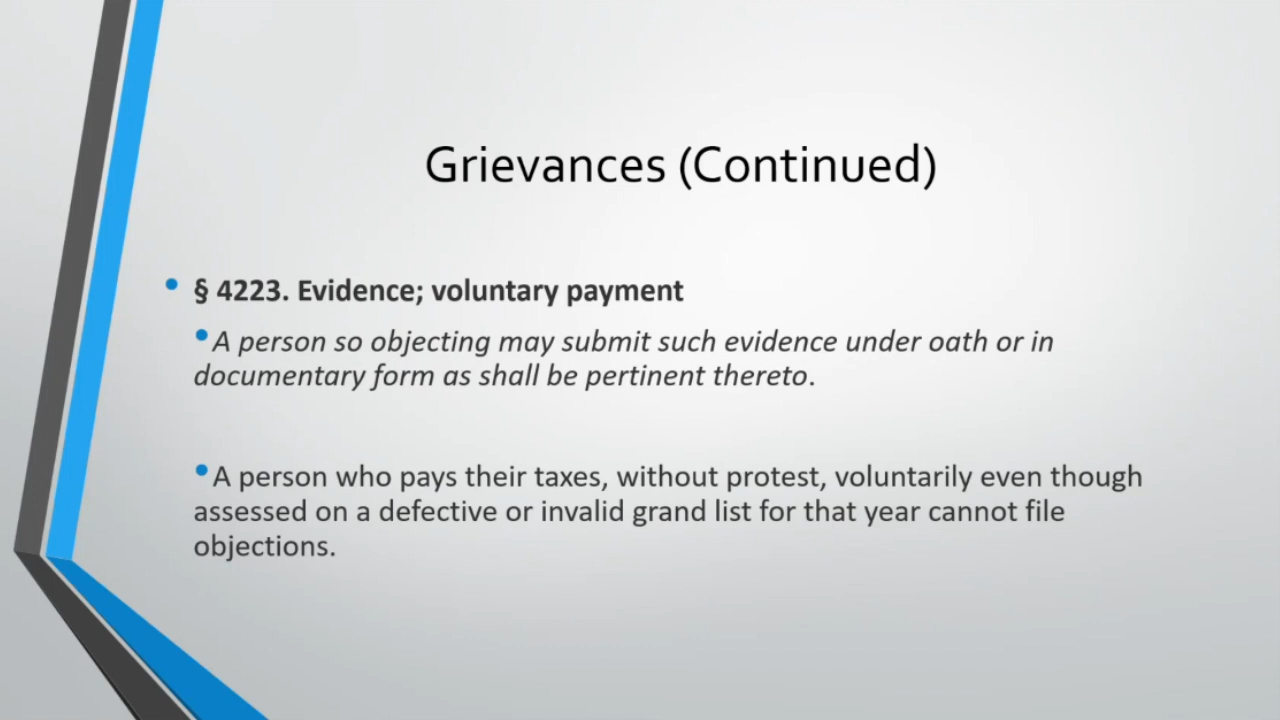 Grievances (Continued)
• § 4223. Evidence; voluntary payment
• A person so objecting may submit such evidence under oath or in
documentary form as shall be pertinent thereto.
• A person who pays their taxes, without protest, voluntarily even though
assessed on a defective or invalid grand list for that year cannot file
objections.